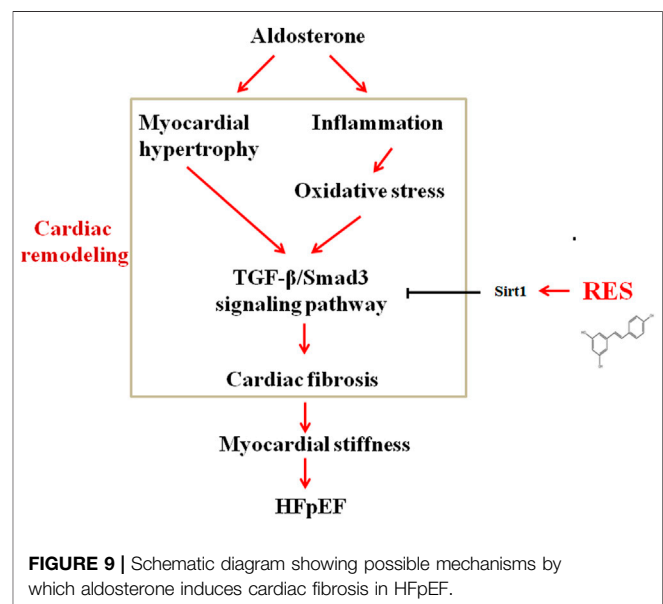 Aldosterone
Myocardial
hypertrophy
Inflammation
Oxidative stress
Cardiac
remodeling
TGF-β/Smad3
signaling pathway
Sirt1
RES
Cardiac fibrosis
Myocardial stiffness
HFpEF
FIGURE 9 | Schematic diagram showing possible mechanisms by
which aldosterone induces cardiac fibrosis in HFpEF.